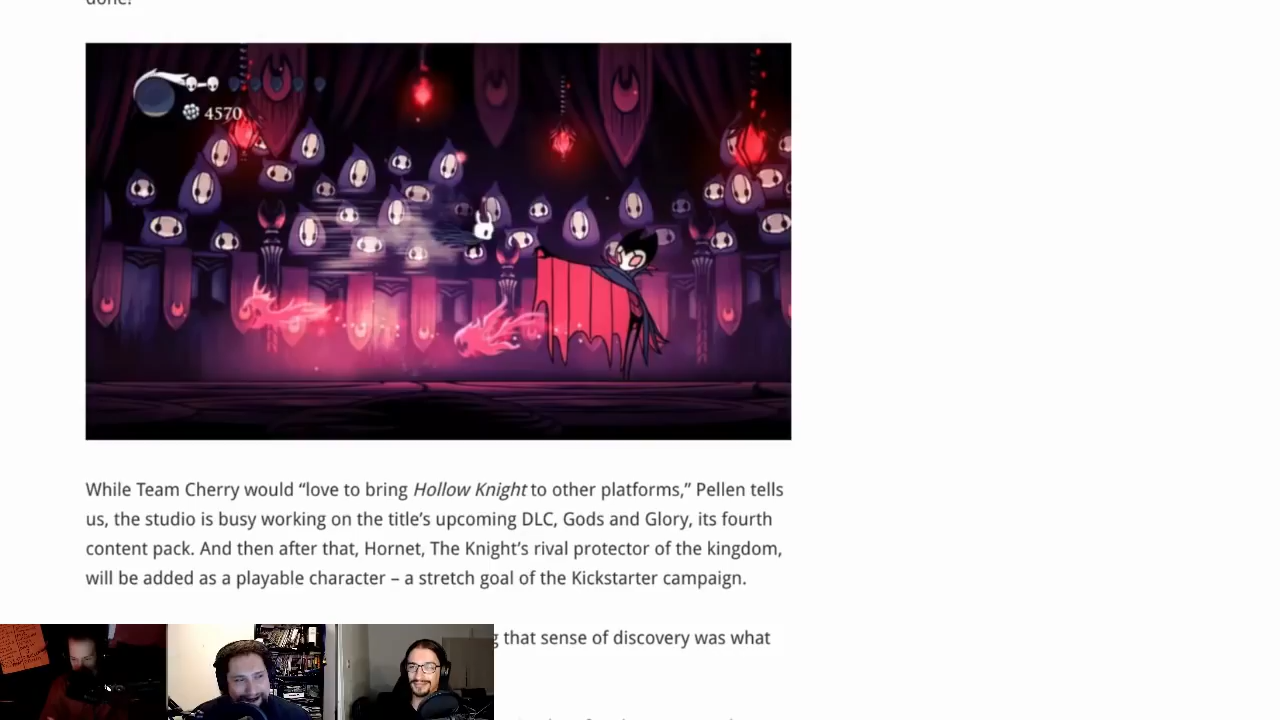 done.
4570
While Team Cherry would “love to bring Hollow Knight to other platforms,” Pellen tells
us, the studio is busy working on the title’s upcoming DLC, Gods and Glory, its fourth
content pack. And then after that, Hornet, The Knight’s rival protector of the kingdom,
will be added as a playable character – a stretch goal of the Kickstarter campaign.
that sense of discovery was what